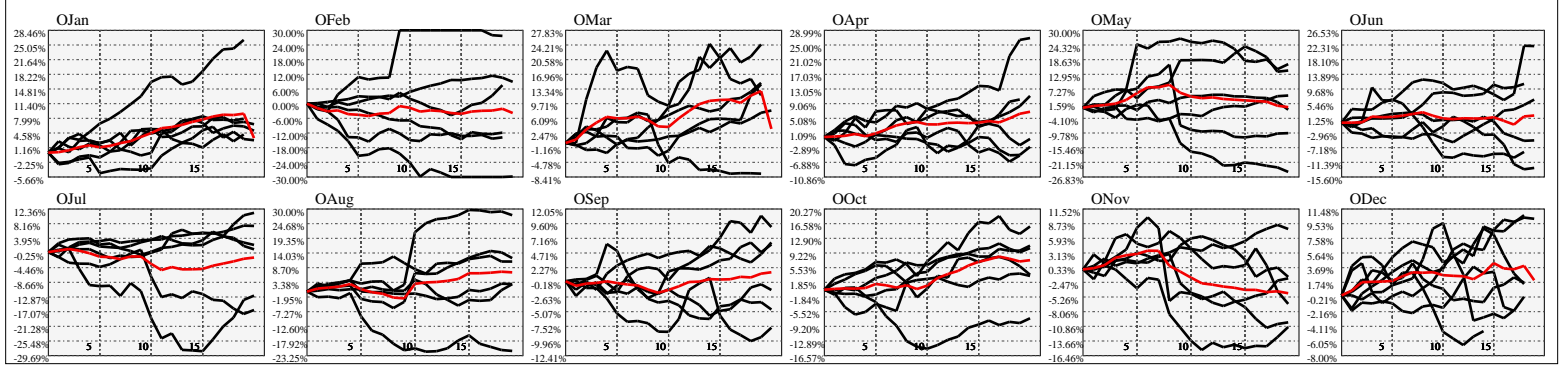 OJan OFeb OMar OApr OMay OJun
28.46% 30.00% 27.83% 28.99% 30.00% 26.53%
25.05% 24.00% 24.21% 25.01% 24.32% 22.31%
21.64% 18.00% 20.58% 21.03% 18.63% 18.10%
18.22% 12.00% 16.96% 17.04% 12.95% 13.89%
14.81% 6.00% 13.34% 13.06% 7.27% 9.68%
11.40% 0.00% 9.71% 9.08% 1.59% 5.46%
7.99% -6.00% 6.09% 5.09% -4.10% 1.25%
4.58% -12.00% 2.47% 1.09% -9.78% -2.96%
1.16% -18.00% -1.16% -2.89% -15.46% -7.18%
-2.25% -24.00% -4.78% -6.88% -21.15% -11.39%
-5.66% -30.00% -8.41% -10.86% -26.83% -15.60%
5 10 15 5 10 15 5 10 15 5 10 15 5 10 15 5 10 15
OJul OAug OSep OOct ONov ODec
12.36% 30.00% 12.05% 20.27% 11.52% 11.48%
8.16% 24.68% 9.60% 16.58% 8.73% 9.53%
3.95% 19.35% 7.16% 12.90% 5.93% 7.58%
-0.25% 14.03% 4.71% 9.22% 3.13% 5.64%
-4.46% 8.70% 2.27% 5.53% 0.33% 3.69%
-8.66% 3.38% -0.18% 1.85% -2.47% 1.74%
-12.87% -1.95% -2.63% -1.84% -5.26% -0.21%
-17.07% -7.27% -5.07% -5.52% -8.06% -2.16%
-21.28% -12.60% -7.52% -9.20% -10.86% -4.11%
-25.48% -17.92% -9.96% -12.89% -13.66% -6.05%
-29.69% -23.25% -12.41% -16.57% -16.46% -8.00%
5 10 15 5 10 15 5 10 15 5 10 15 5 10 15 5 10 15